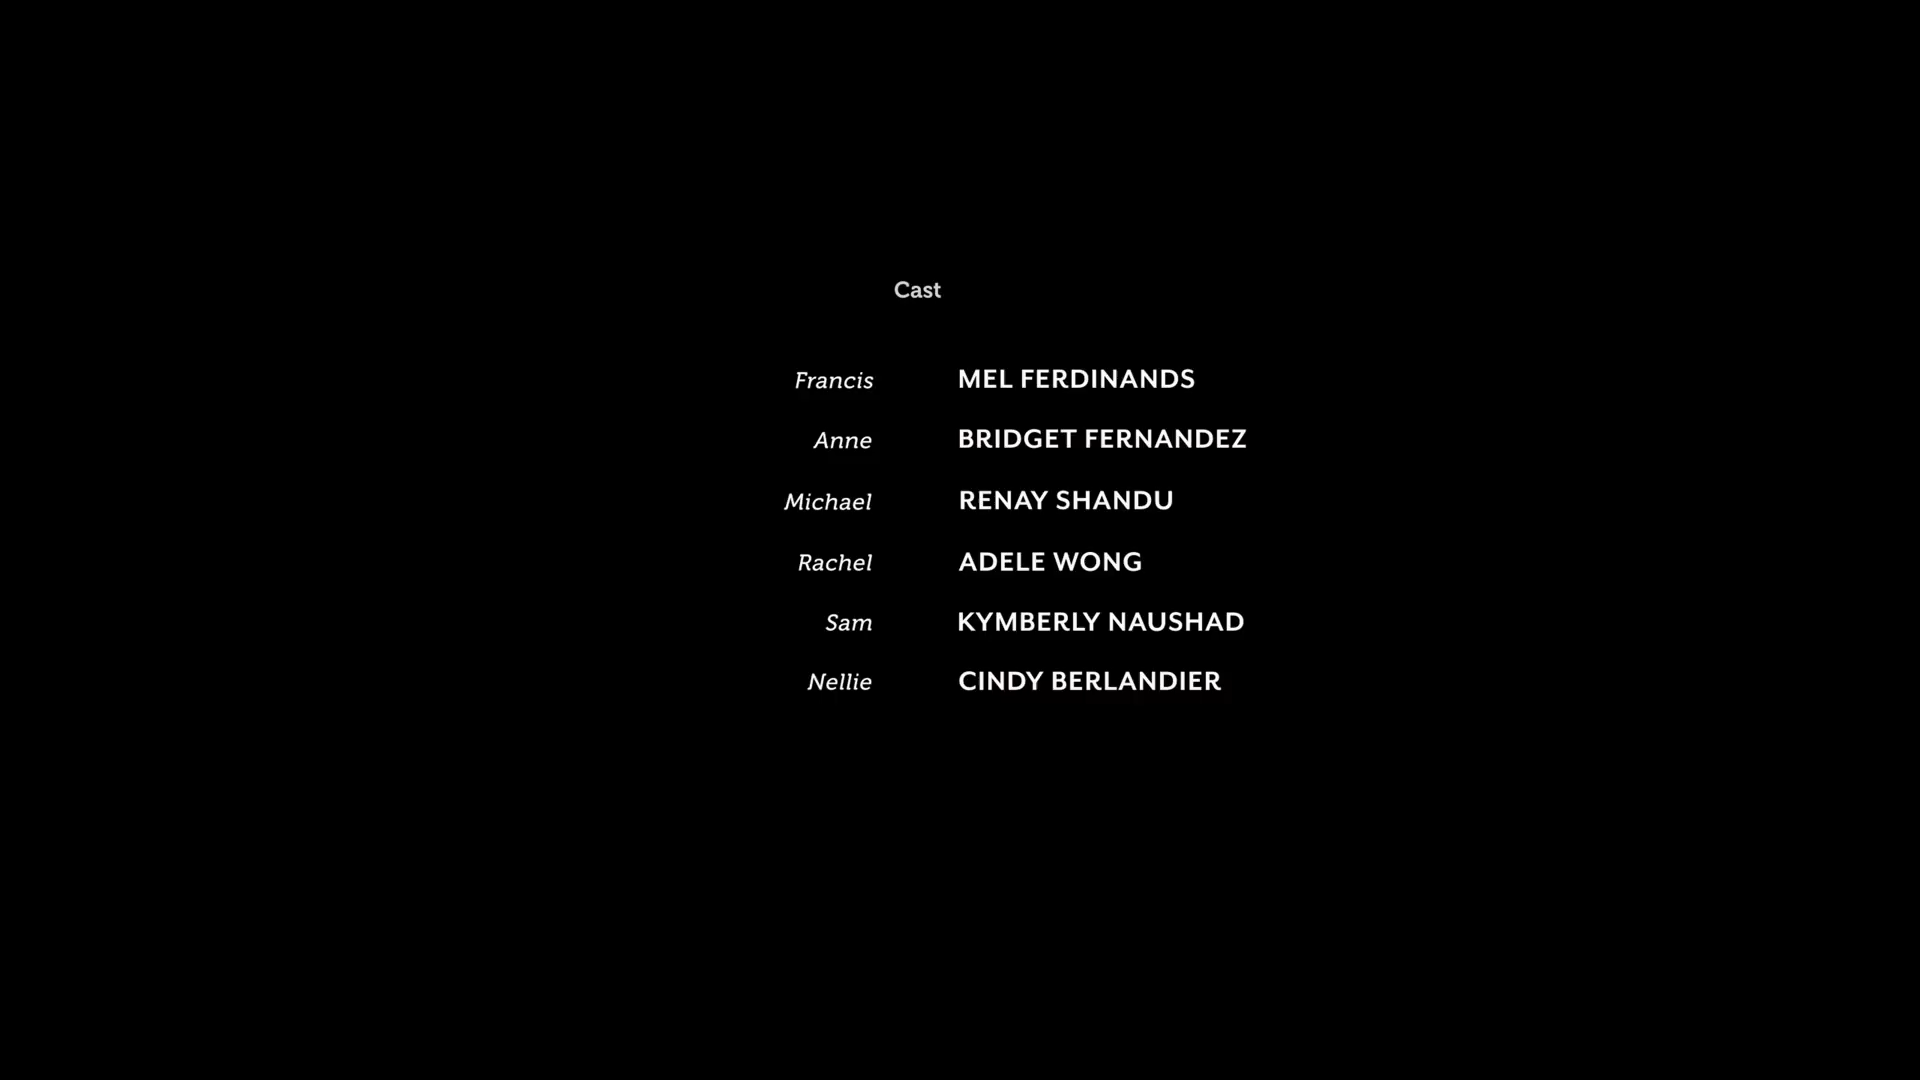 Cast
Francis MEL FERDINANDS
Anne BRIDGET FERNANDEZ
Michael RENAY SHANDU
Rachel ADELE WONG
Sam KYMBERLY NAUSHAD
Nellie CINDY BERLANDIER